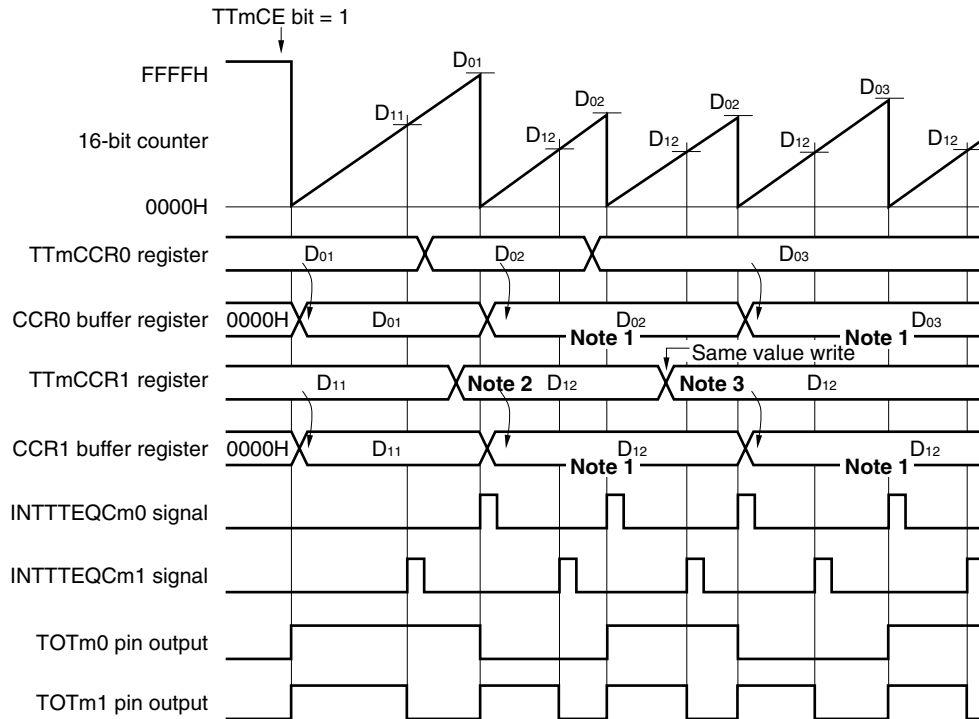 TTmCE bit = 1
FFFFH
16-bit counter
0000H
D11
D01
D12
D02
D12
D02
D12
D03
D12
TTmCCR0 register
D01
D02
D03
CCR0 buffer register
0000H
D01
D02
D03
Note 1
Note 1
Same value write
TTmCCR1 register
D11
Note 2
D12
Note 3
D12
CCR1 buffer register
0000H
D11
D12
D12
Note 1
Note 1
INTTTEQCm0 signal
INTTTEQCm1 signal
TOTm0 pin output
TOTm1 pin output